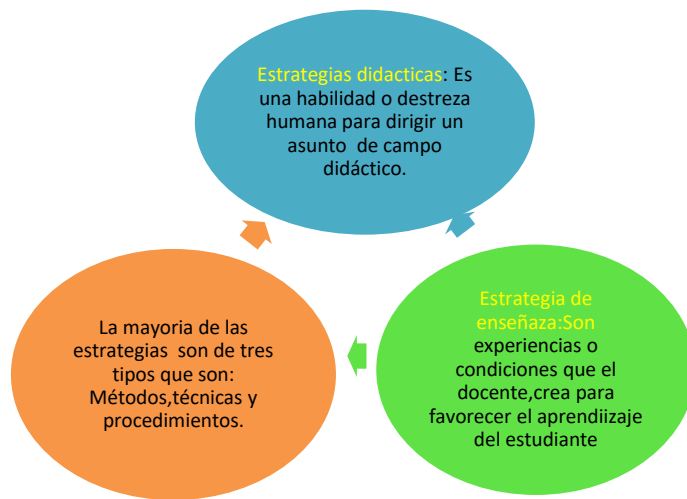 Estrategias didacticas: Es
una habilidad o destreza
humana para dirigir un
asunto de campo
didáctico.
La mayoria de las
estrategias son de tres
tipos que son:
Métodos,técnicas y
procedimientos.
Estrategia de
enseñaza:Son
experiencias o
condiciones que el
docente,crea para
favorecer el aprendiizaje
del estudiante